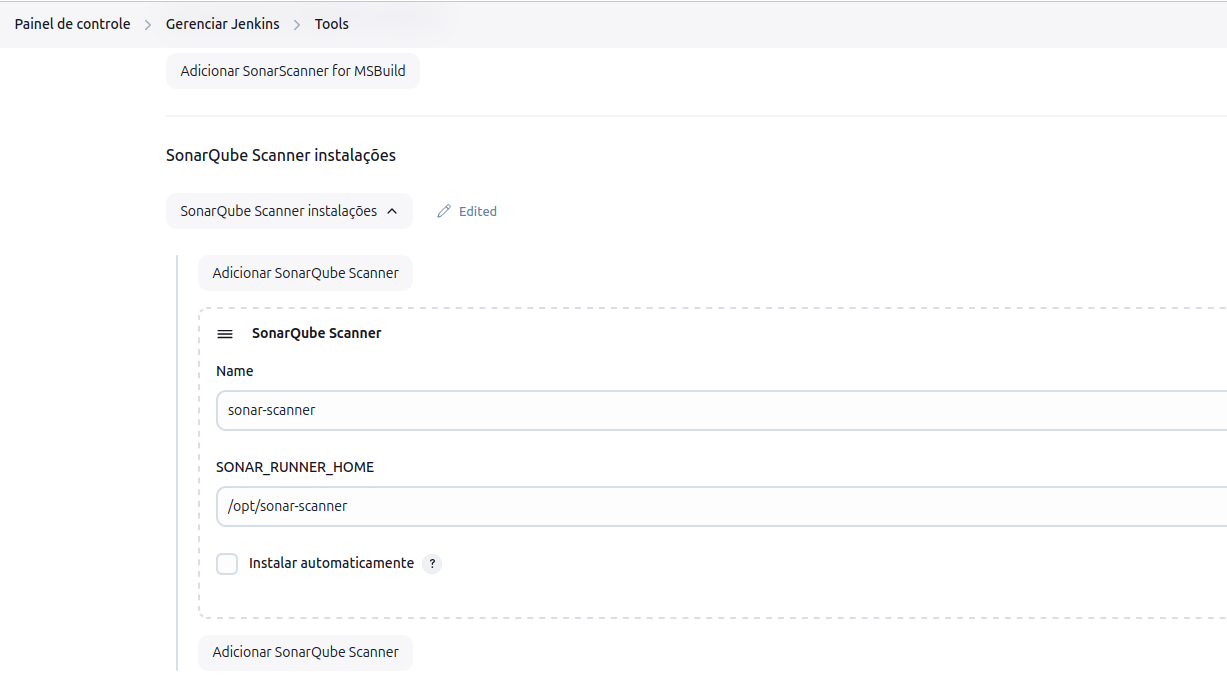 Painel de controle > Gerenciar Jenkins > Tools
Adicionar SonarScanner for MSBuild
SonarQube Scanner instalações
SonarQube Scanner instalações Edited
Adicionar SonarQube Scanner
SonarQube Scanner
Name
sonar-scanner
SONAR_RUNNER_HOME
/opt/sonar-scanner
Instalar automaticamente ?
Adicionar SonarQube Scanner